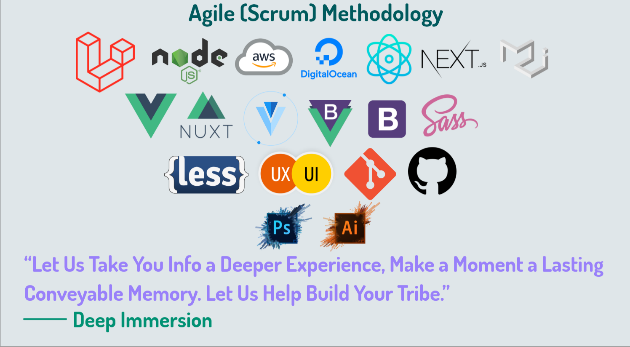 Agile (Scrum) Methodology
node JS aws DigitalOcean NEXT.JS
NUXT B B Sass
{less} UX UI
Ps Ai
“Let Us Take You Info a Deeper Experience, Make a Moment a Lasting
Conveyable Memory. Let Us Help Build Your Tribe.”
Deep Immersion